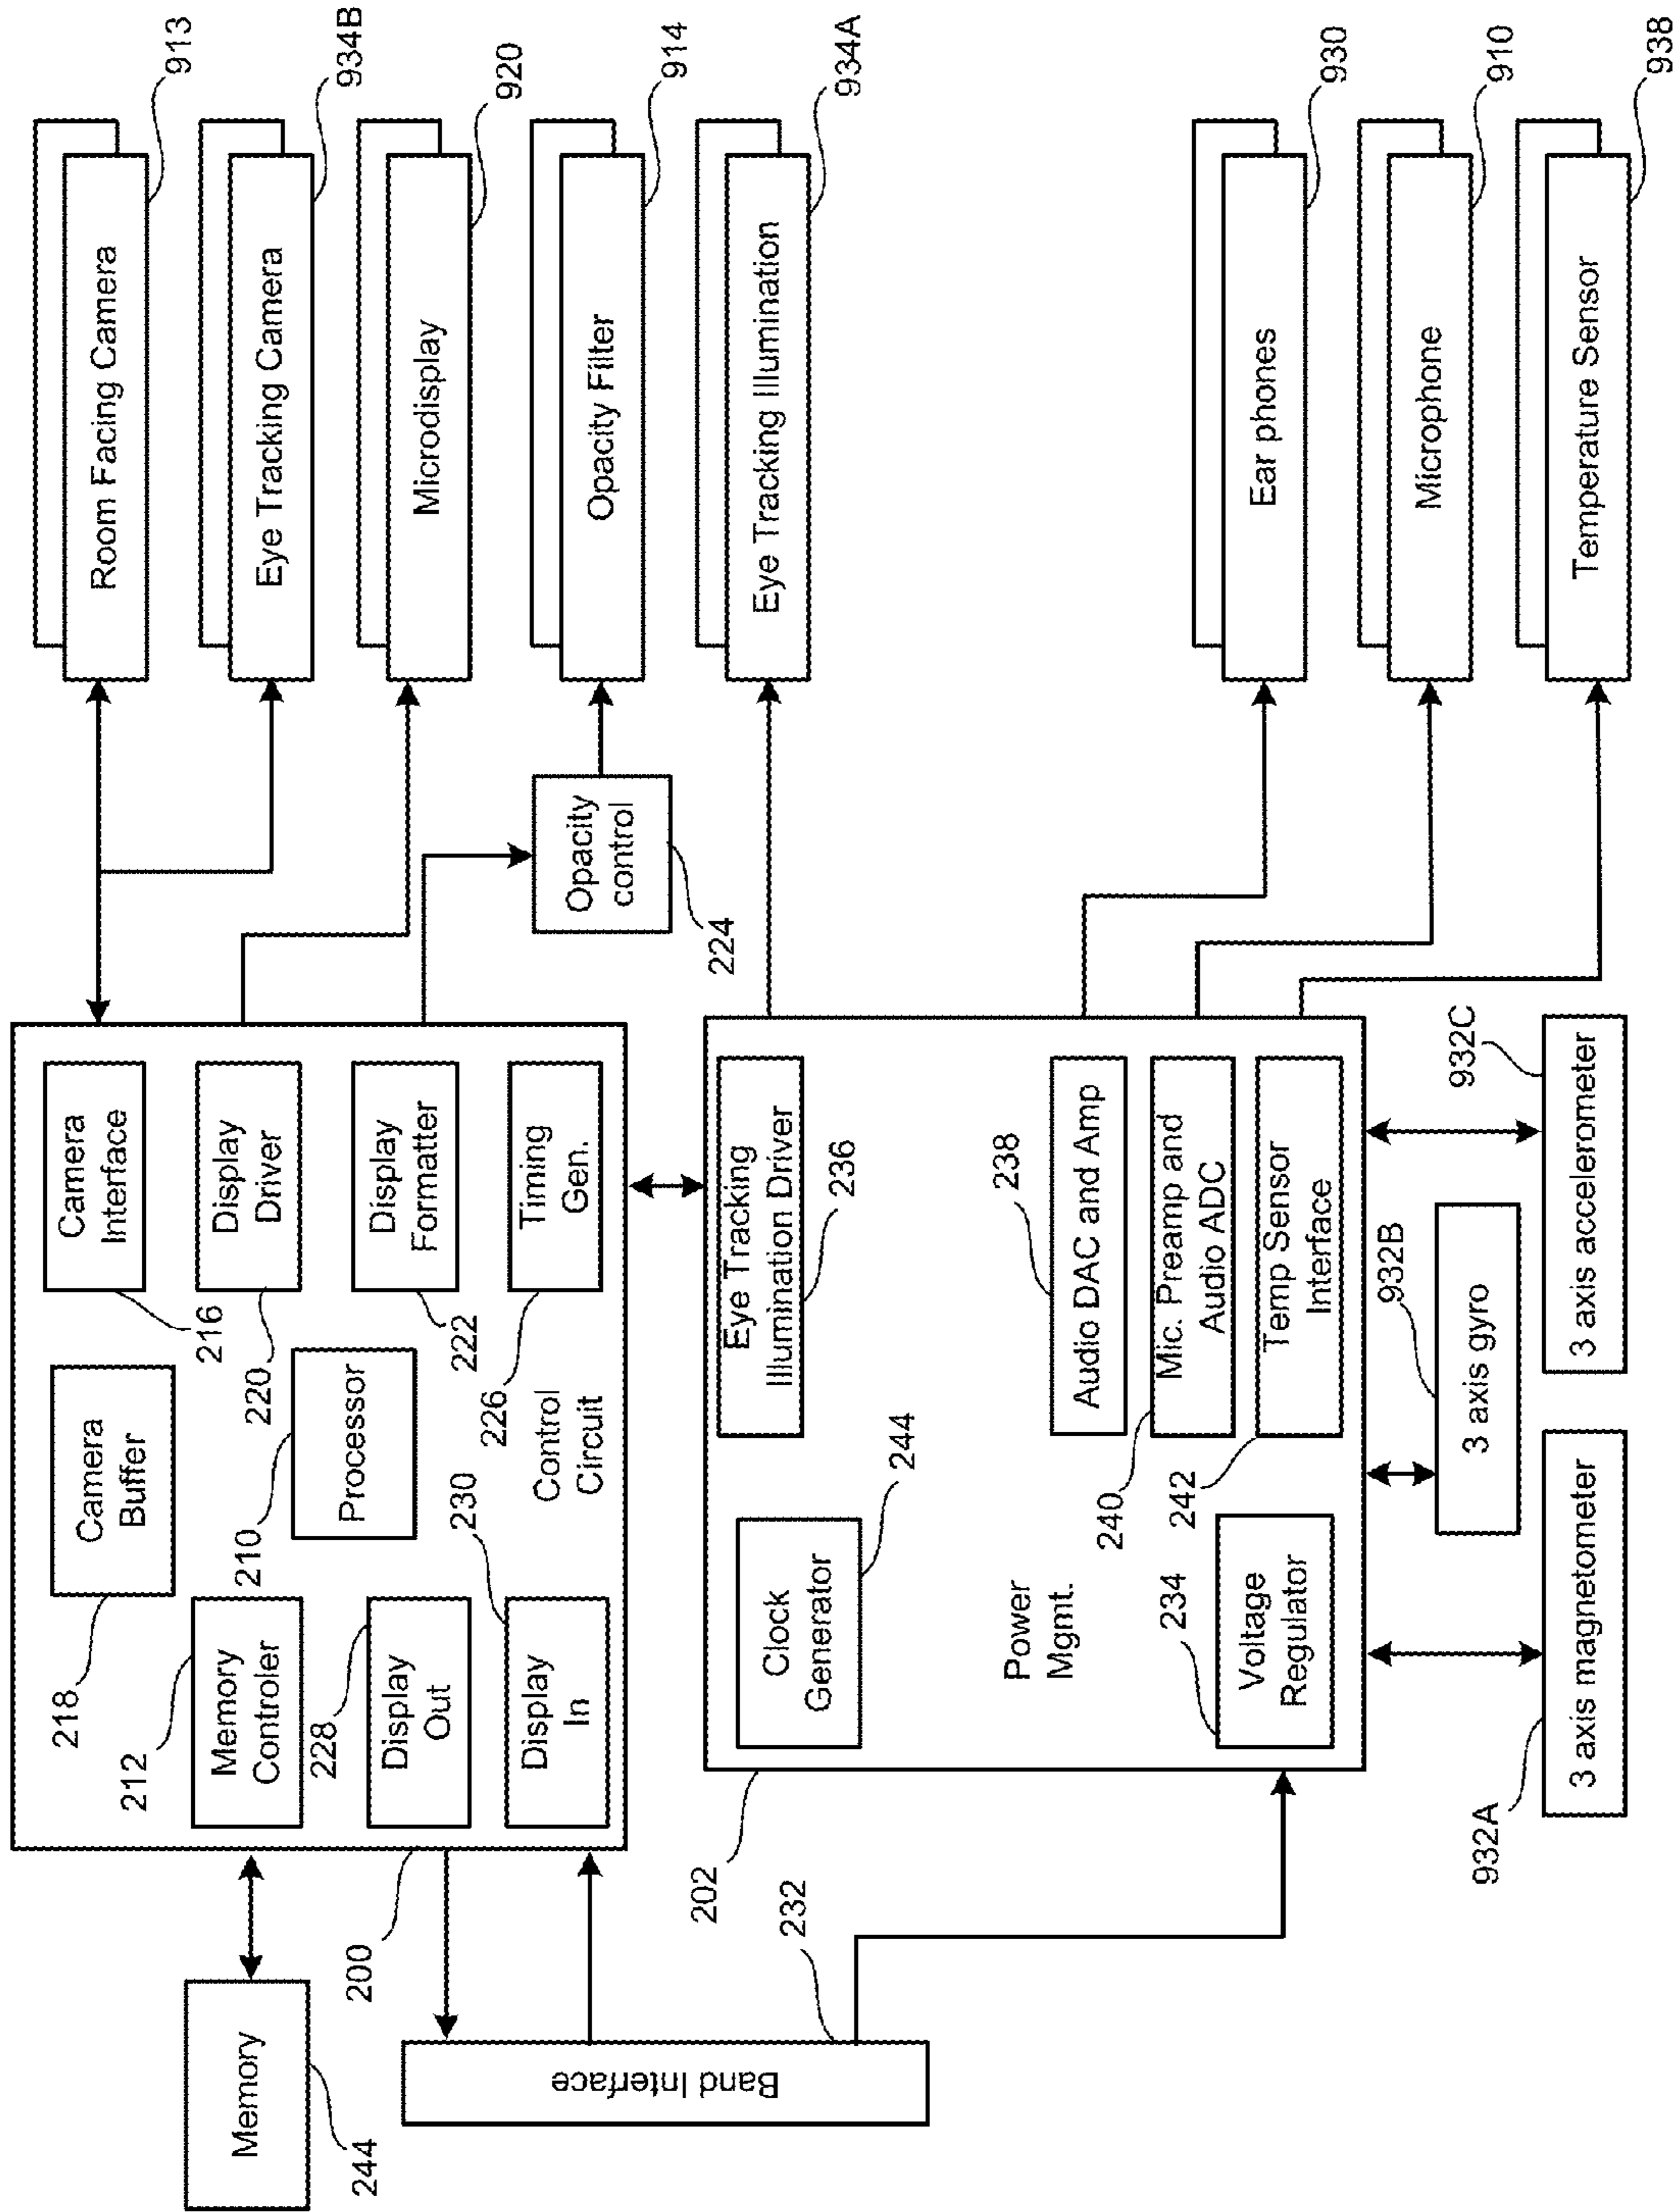 Room Facing Camera
913
Camera
Interface
216
Camera
Buffer
218
Memory
Controler
212
Memory
244
Eye Tracking Camera
934B
Display
Driver
220
Processor
210
200
Display
Out
228
Microdisplay
920
Display
Formatter
222
Timing
Gen.
226
Control
Circuit
Display
In
230
Opacity
control
224
Opacity Filter
914
Band Interface
232
202
Eye Tracking
Illumination Driver
236
Eye Tracking Illumination
934A
Clock
Generator
244
Power
Mgmt.
Audio DAC and Amp
238
Mic. Preamp and
Audio ADC
240
Temp Sensor
Interface
242
Voltage
Regulator
234
Ear phones
930
Microphone
910
Temperature Sensor
938
932A
3 axis magnetometer
932B
3 axis gyro
932C
3 axis accelerometer